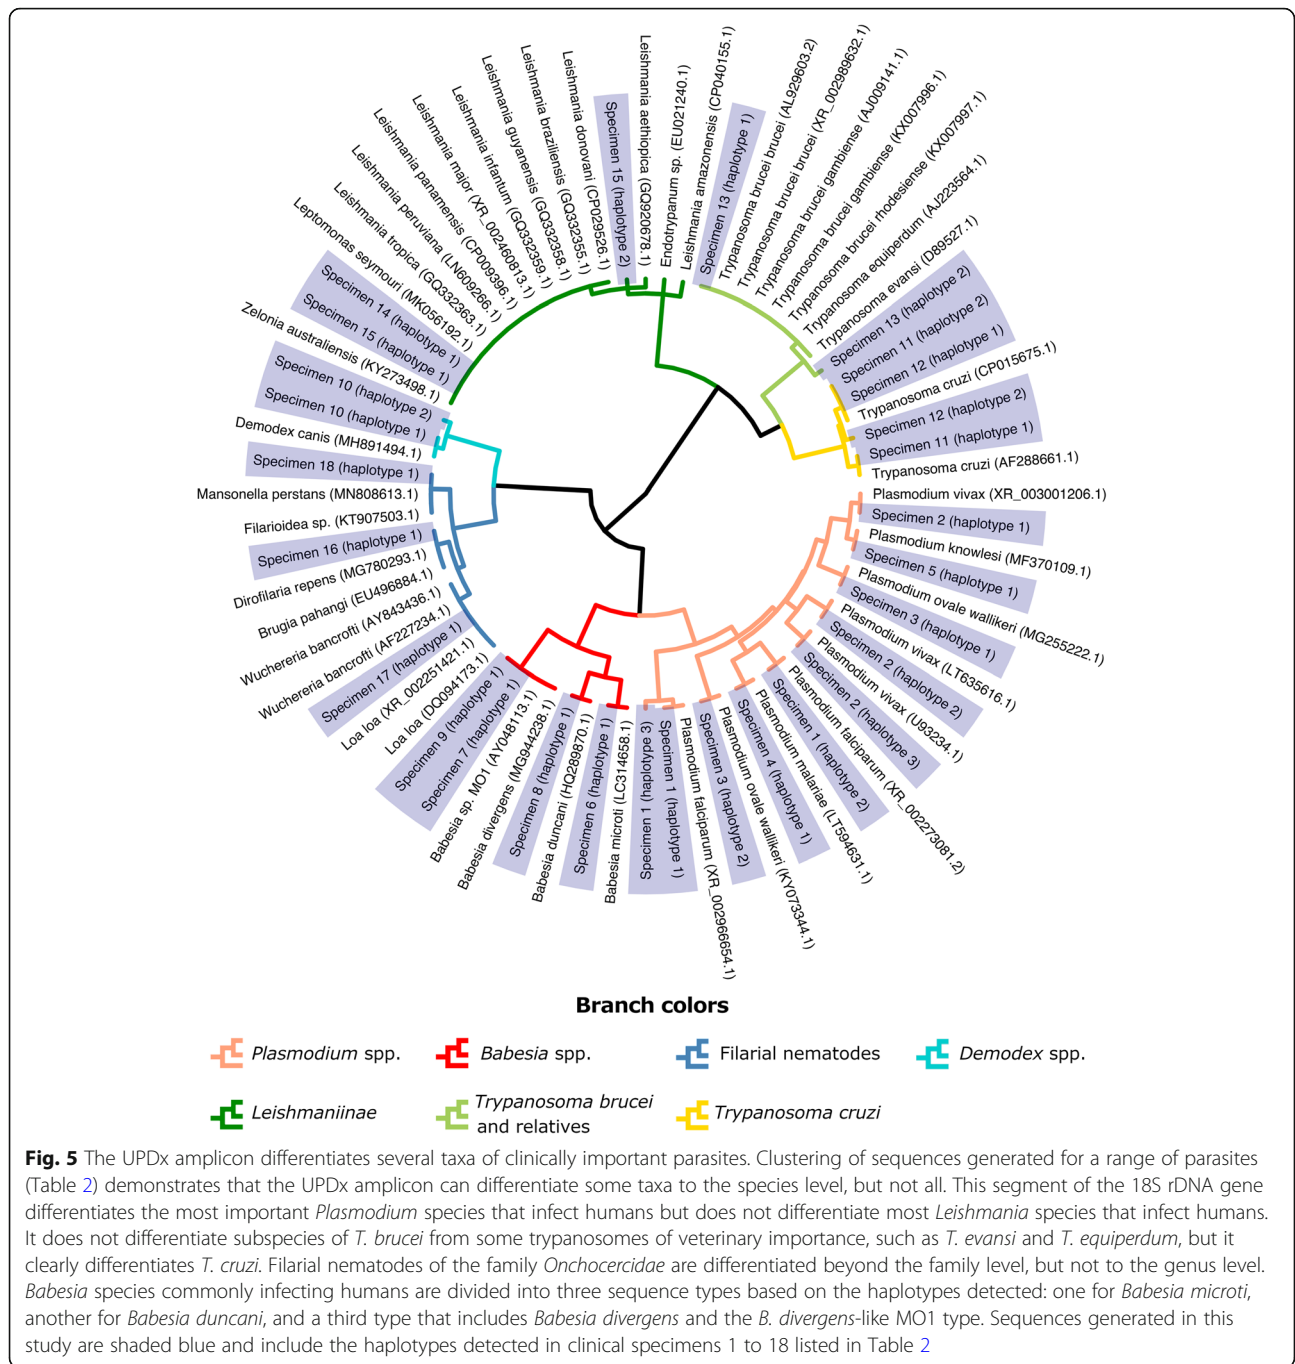 Leishmania aethiopica (GQ920678.1)
Endotrypanum sp. (EU021240.1)
Leishmania amazonensis (CP040155.1)
Specimen 13 (haplotype 1)
Trypanosoma brucei brucei (AL929603.2)
Trypanosoma brucei brucei (XR_002989632.1)
Trypanosoma brucei gambiense (AJ009141.1)
Trypanosoma brucei gambiense (KX007996.1)
Trypanosoma brucei rhodesiense (KX007997.1)
Trypanosoma equiperdum (AJ223564.1)
Trypanosoma evansi (D89527.1)
Specimen 13 (haplotype 2)
Specimen 11 (haplotype 2)
Specimen 12 (haplotype 1)
Trypanosoma cruzi (CP015675.1)
Specimen 12 (haplotype 2)
Specimen 11 (haplotype 1)
Trypanosoma cruzi (AF288661.1)
Plasmodium vivax (XR_003001206.1)
Specimen 2 (haplotype 1)
Plasmodium knowlesi (MF370109.1)
Specimen 5 (haplotype 1)
Plasmodium ovale wallikeri (MG255222.1)
Specimen 3 (haplotype 1)
Plasmodium vivax (LT635616.1)
Specimen 2 (haplotype 2)
Plasmodium vivax (U93234.1)
Specimen 2 (haplotype 3)
Plasmodium falciparum (XR_002273081.2)
Specimen 1 (haplotype 2)
Plasmodium malariae (LT594631.1)
Specimen 4 (haplotype 1)
Plasmodium ovale wallikeri (KY073344.1)
Specimen 3 (haplotype 2)
Plasmodium falciparum (XR_002966654.1)
Specimen 1 (haplotype 1)
Specimen 1 (haplotype 3)
Babesia microti (LC314658.1)
Specimen 6 (haplotype 1)
Babesia duncani (HQ289870.1)
Specimen 8 (haplotype 1)
Babesia divergens (MG944238.1)
Babesia sp. MO1 (AY048113.1)
Specimen 7 (haplotype 1)
Specimen 9 (haplotype 1)
Loa loa (DQ094173.1)
Loa loa (XR_002251421.1)
Specimen 17 (haplotype 1)
Wuchereria bancrofti (AF227234.1)
Wuchereria bancrofti (AY843436.1)
Brugia pahangi (EU496884.1)
Dirofilaria repens (MG780293.1)
Specimen 16 (haplotype 1)
Filarioidea sp. (KT907503.1)
Mansonella perstans (MN808613.1)
Specimen 18 (haplotype 1)
Demodex canis (MH891494.1)
Specimen 10 (haplotype 1)
Specimen 10 (haplotype 2)
Zelonia australiensis (KY273498.1)
Specimen 15 (haplotype 1)
Specimen 14 (haplotype 1)
Leptomonas seymouri (MK056192.1)
Leishmania tropica (GQ332363.1)
Leishmania peruviana (LN609266.1)
Leishmania panamensis (CP009396.1)
Leishmania major (XR_002460813.1)
Leishmania infantum (GQ332359.1)
Leishmania guyanensis (GQ332358.1)
Leishmania braziliensis (GQ332355.1)
Leishmania donovani (CP029526.1)
Specimen 15 (haplotype 2)
Branch colors
Plasmodium spp.
Babesia spp.
Filarial nematodes
Demodex spp.
Leishmaniinae
Trypanosoma brucei
and relatives
Trypanosoma cruzi
Fig. 5 The UPDx amplicon differentiates several taxa of clinically important parasites. Clustering of sequences generated for a range of parasites
(Table 2) demonstrates that the UPDx amplicon can differentiate some taxa to the species level, but not all. This segment of the 18S rDNA gene
differentiates the most important Plasmodium species that infect humans but does not differentiate most Leishmania species that infect humans.
It does not differentiate subspecies of T. brucei from some trypanosomes of veterinary importance, such as T. evansi and T. equiperdum, but it
clearly differentiates T. cruzi. Filarial nematodes of the family Onchocercidae are differentiated beyond the family level, but not to the genus level.
Babesia species commonly infecting humans are divided into three sequence types based on the haplotypes detected: one for Babesia microti,
another for Babesia duncani, and a third type that includes Babesia divergens and the B. divergens-like MO1 type. Sequences generated in this
study are shaded blue and include the haplotypes detected in clinical specimens 1 to 18 listed in Table 2